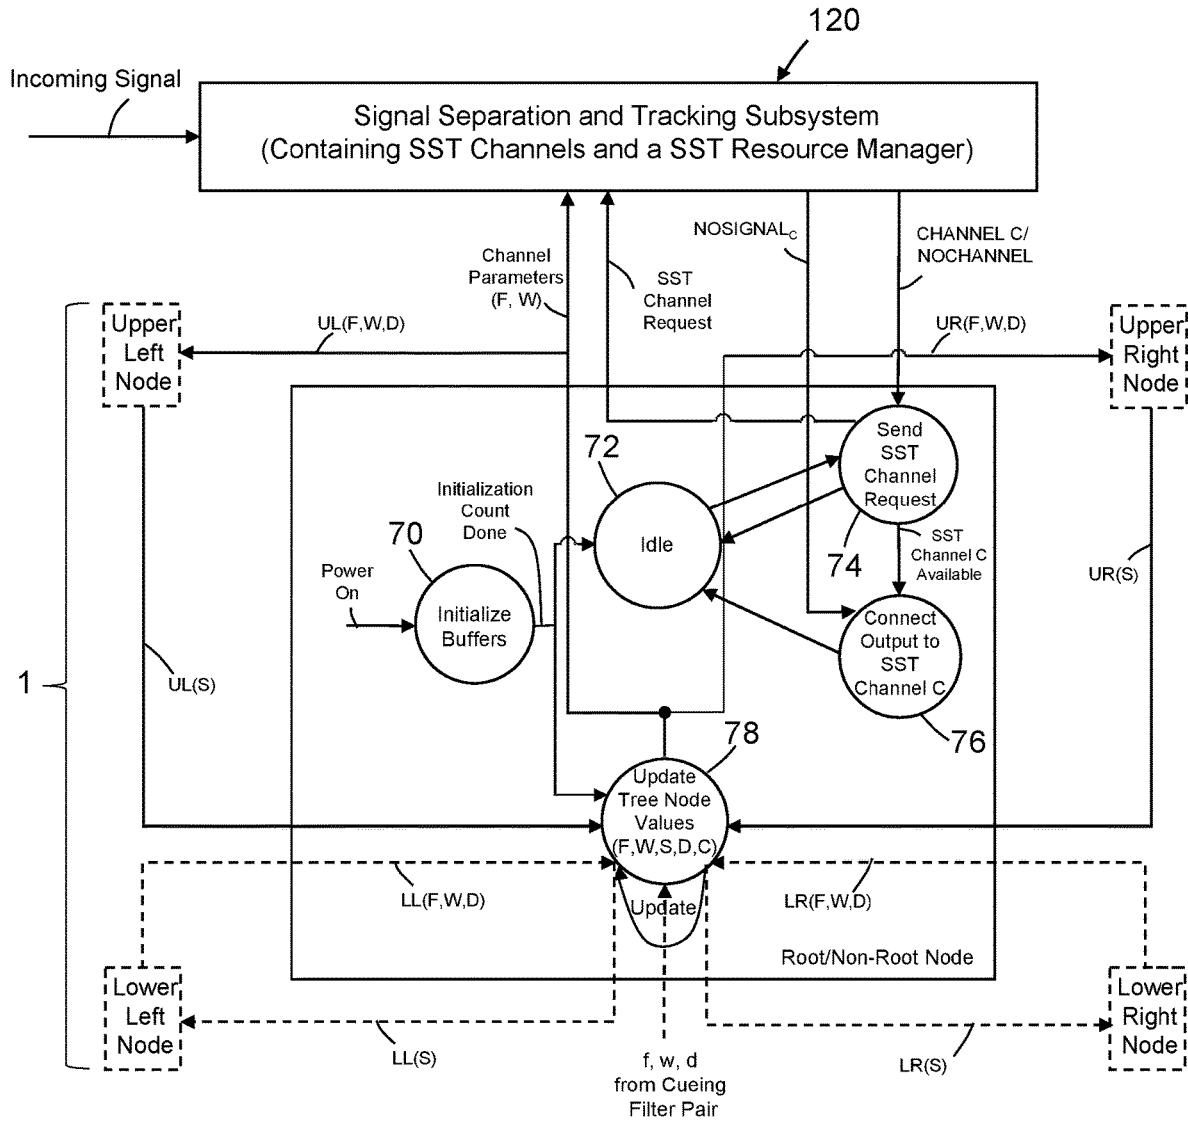 120
Incoming Signal
Signal Separation and Tracking Subsystem
(Containing SST Channels and a SST Resource Manager)
NOSIGNALC
CHANNEL C/
NOCHANNEL
Channel
Parameters
(F, W)
SST
Channel
Request
Upper
Left
Node
UL(F,W,D)
UR(F,W,D)
Upper
Right
Node
Send
SST
Channel
Request
72
Idle
74
SST
Channel C
Available
Initialization
Count
Done
70
Power
On
Initialize
Buffers
UR(S)
Connect
Output to
SST
Channel C
76
1
UL(S)
78
Update
Tree Node
Values
(F,W,S,D,C)
LL(F,W,D)
Update
LR(F,W,D)
Root/Non-Root Node
Lower
Left
Node
LL(S)
Lower
Right
Node
LR(S)
f, w, d
from Cueing
Filter Pair